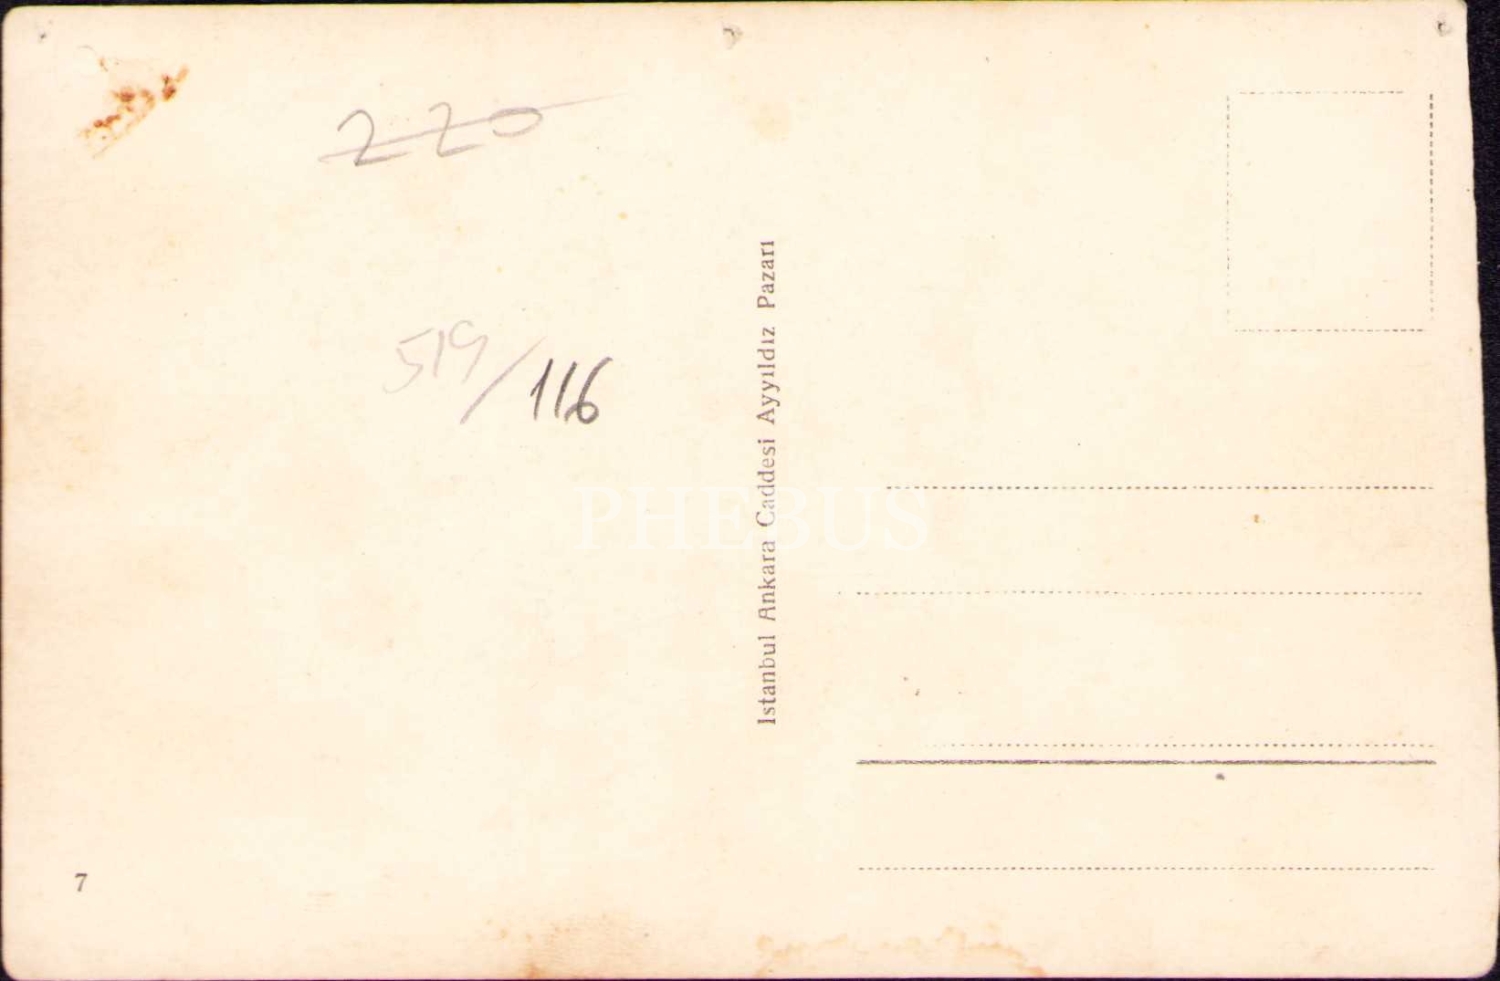 220
519/116
Istanbul Ankara Caddesi Ayyıldız Pazarı
PHEBUS
7